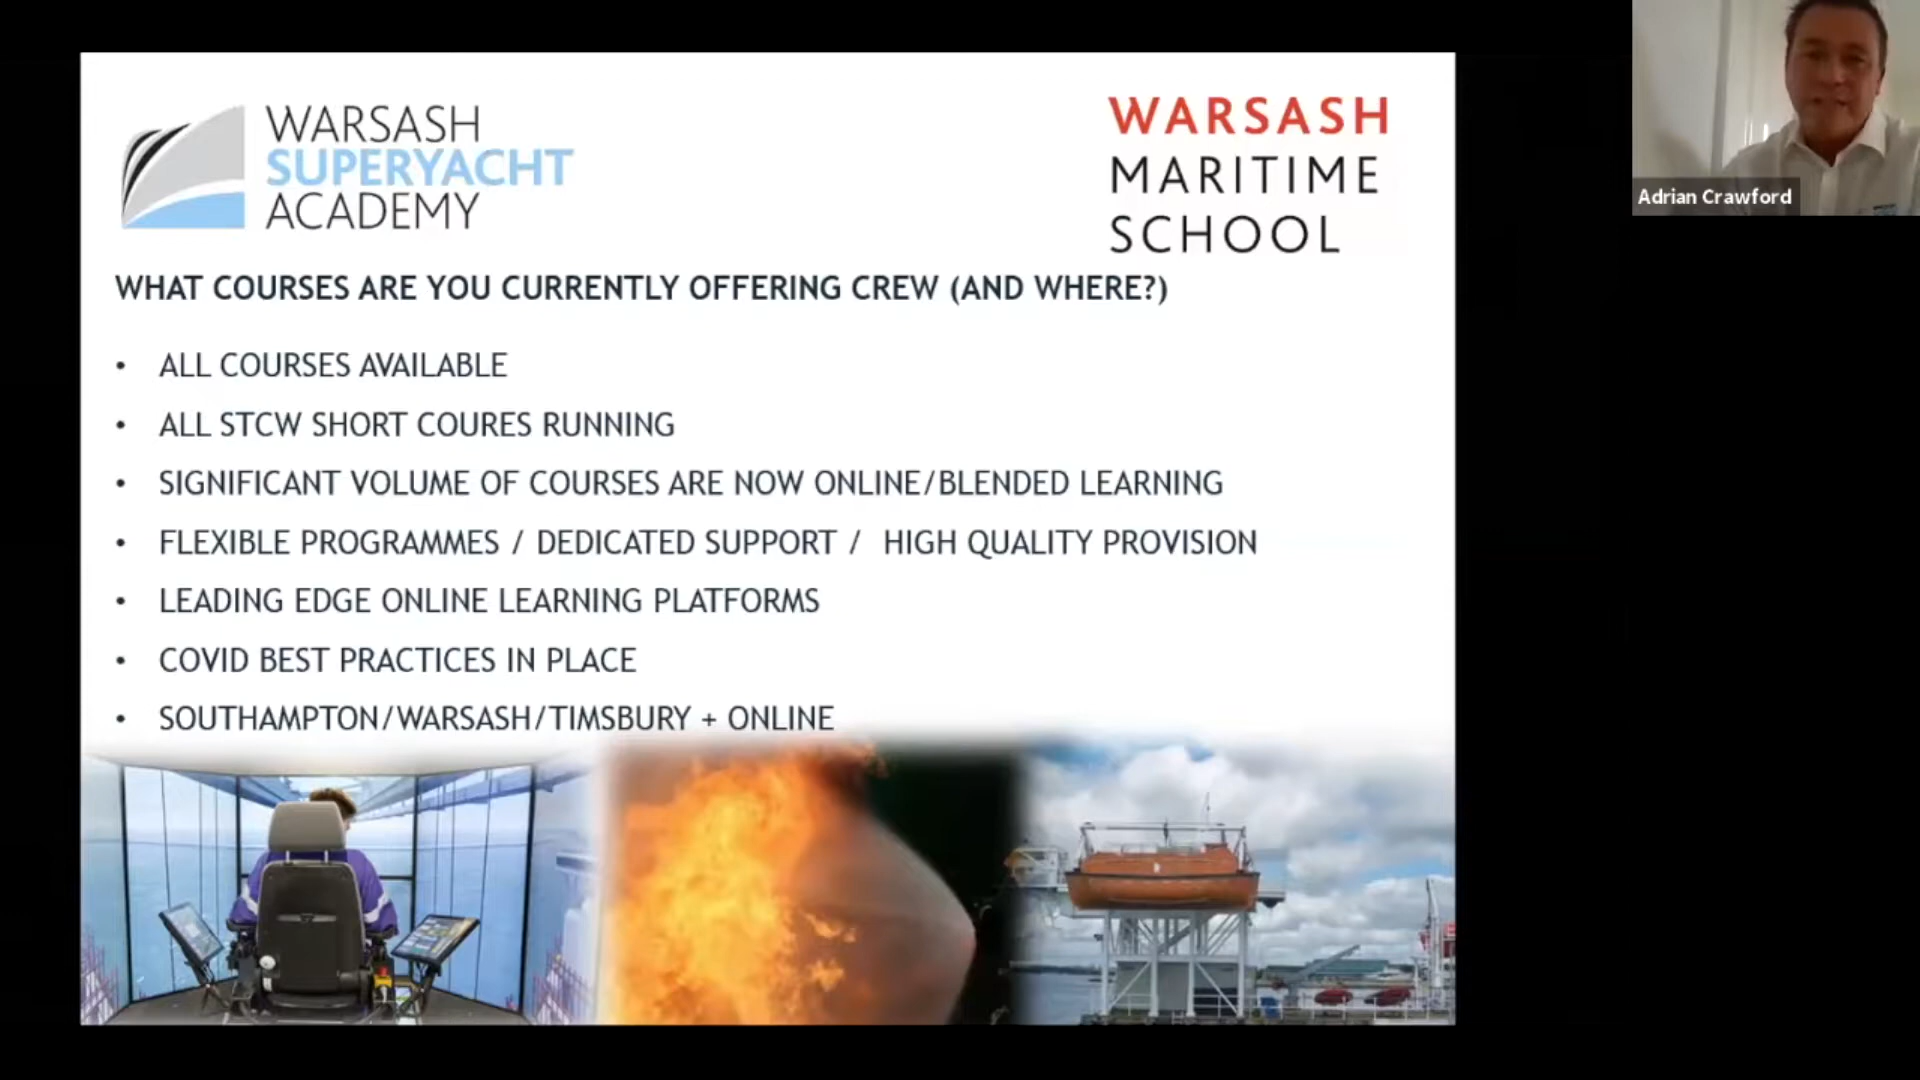 WARSASH
SUPERYACHT
ACADEMY
WARSASH
MARITIME
SCHOOL
Adrian Crawford
WHAT COURSES ARE YOU CURRENTLY OFFERING CREW (AND WHERE?)
• ALL COURSES AVAILABLE
• ALL STCW SHORT COURES RUNNING
• SIGNIFICANT VOLUME OF COURSES ARE NOW ONLINE/BLENDED LEARNING
• FLEXIBLE PROGRAMMES / DEDICATED SUPPORT / HIGH QUALITY PROVISION
• LEADING EDGE ONLINE LEARNING PLATFORMS
• COVID BEST PRACTICES IN PLACE
• SOUTHAMPTON/WARSASH/TIMSBURY + ONLINE